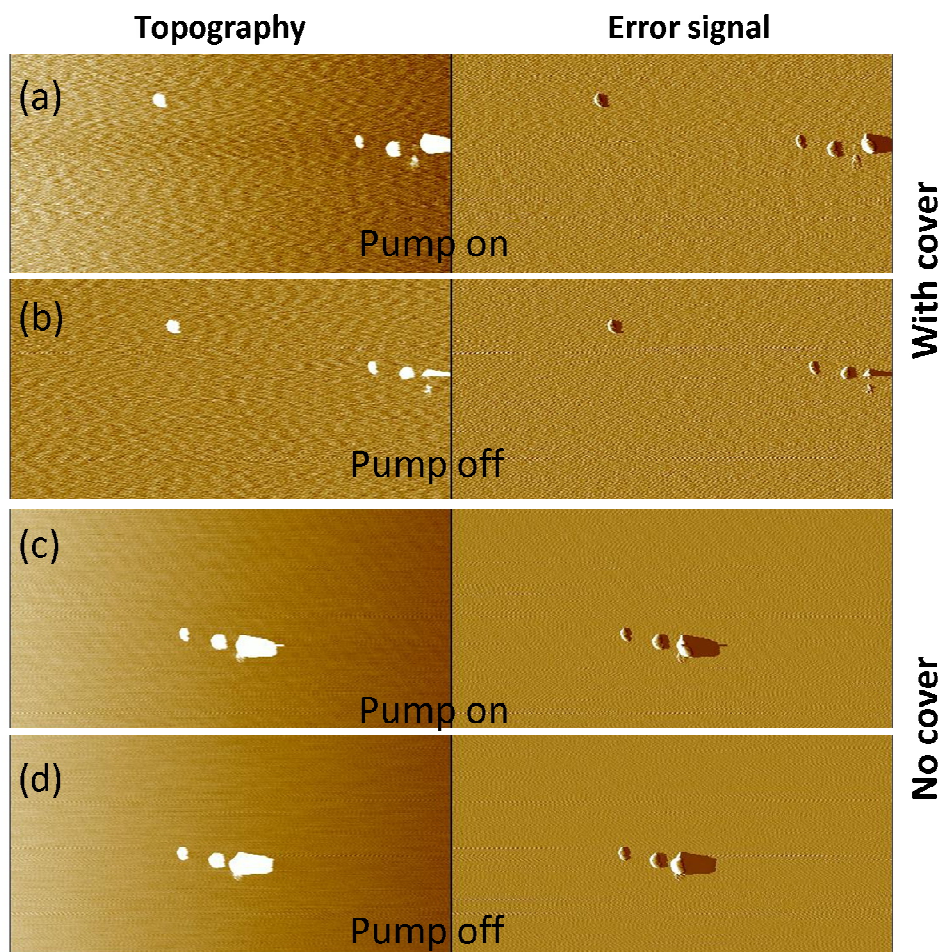 Topography
Error signal
(a)
Pump on
(b)
Pump off
With cover
(c)
Pump on
(d)
Pump off
No cover